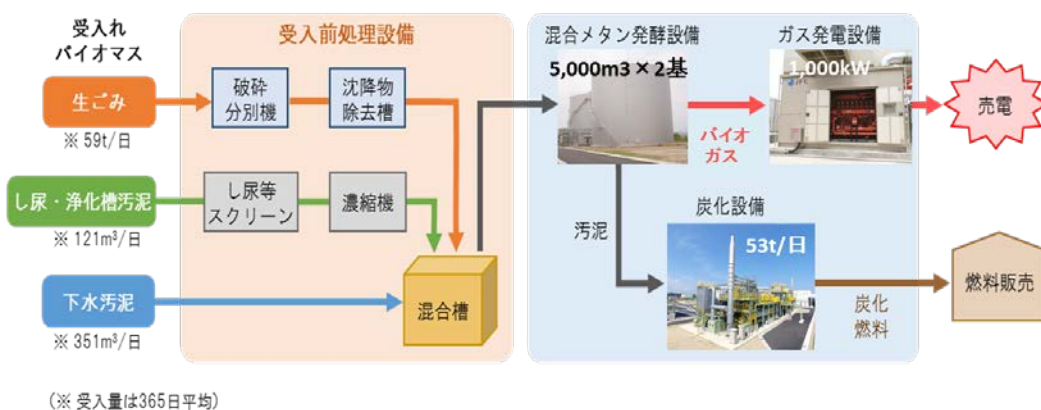 受入れ
バイオマス
生ごみ
※ 59t/日
し尿・浄化槽汚泥
※ 121m³/日
下水汚泥
※ 351m³/日
受入前処理設備
破砕
分別機
沈降物
除去槽
し尿等
スクリーン
濃縮機
混合槽
混合メタン発酵設備
5,000m3×2基
バイオ
ガス
ガス発電設備
1,000kW
売電
汚泥
炭化設備
53t/日
炭化
燃料
燃料販売
(※ 受入量は365日平均)